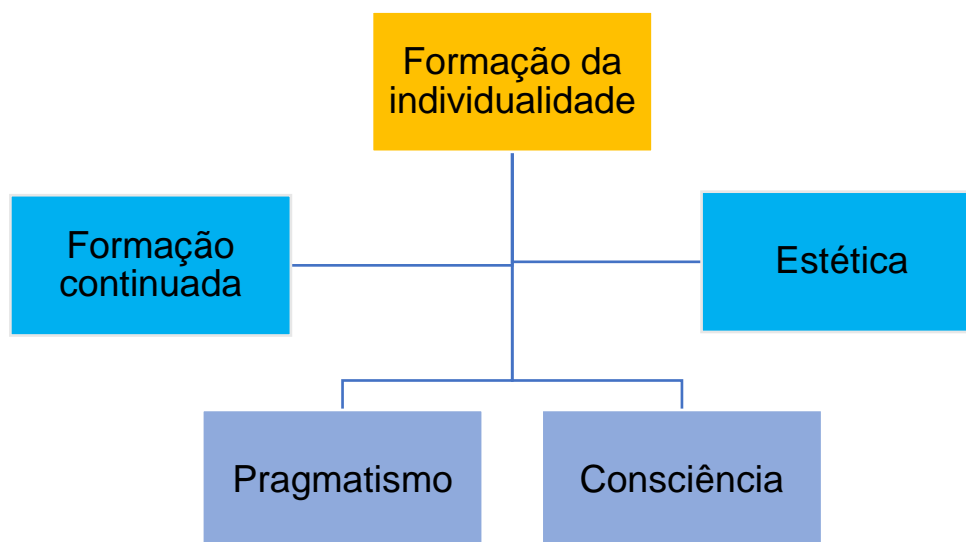 Formação da
individualidade
Formação
continuada
Estética
Pragmatismo
Consciência